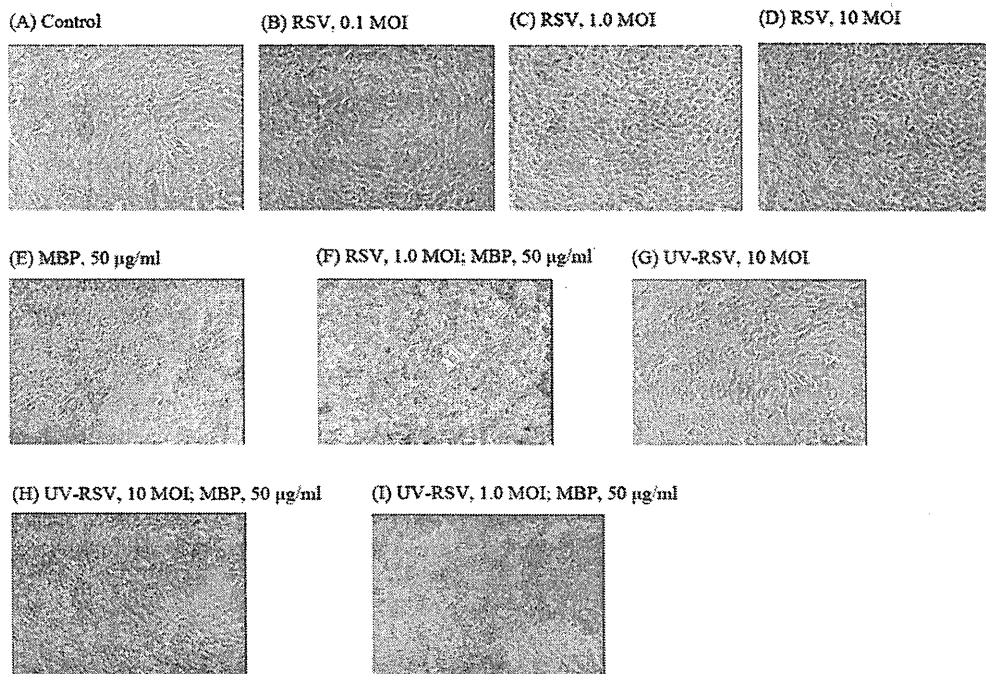 (A) Control
(B) RSV, 0.1 MOI
(C) RSV, 1.0 MOI
(D) RSV, 10 MOI
(E) MBP, 50 µg/ml
(F) RSV, 1.0 MOI; MBP, 50 µg/ml
(G) UV-RSV, 10 MOI
(H) UV-RSV, 10 MOI; MBP, 50 µg/ml
(I) UV-RSV, 1.0 MOI; MBP, 50 µg/ml